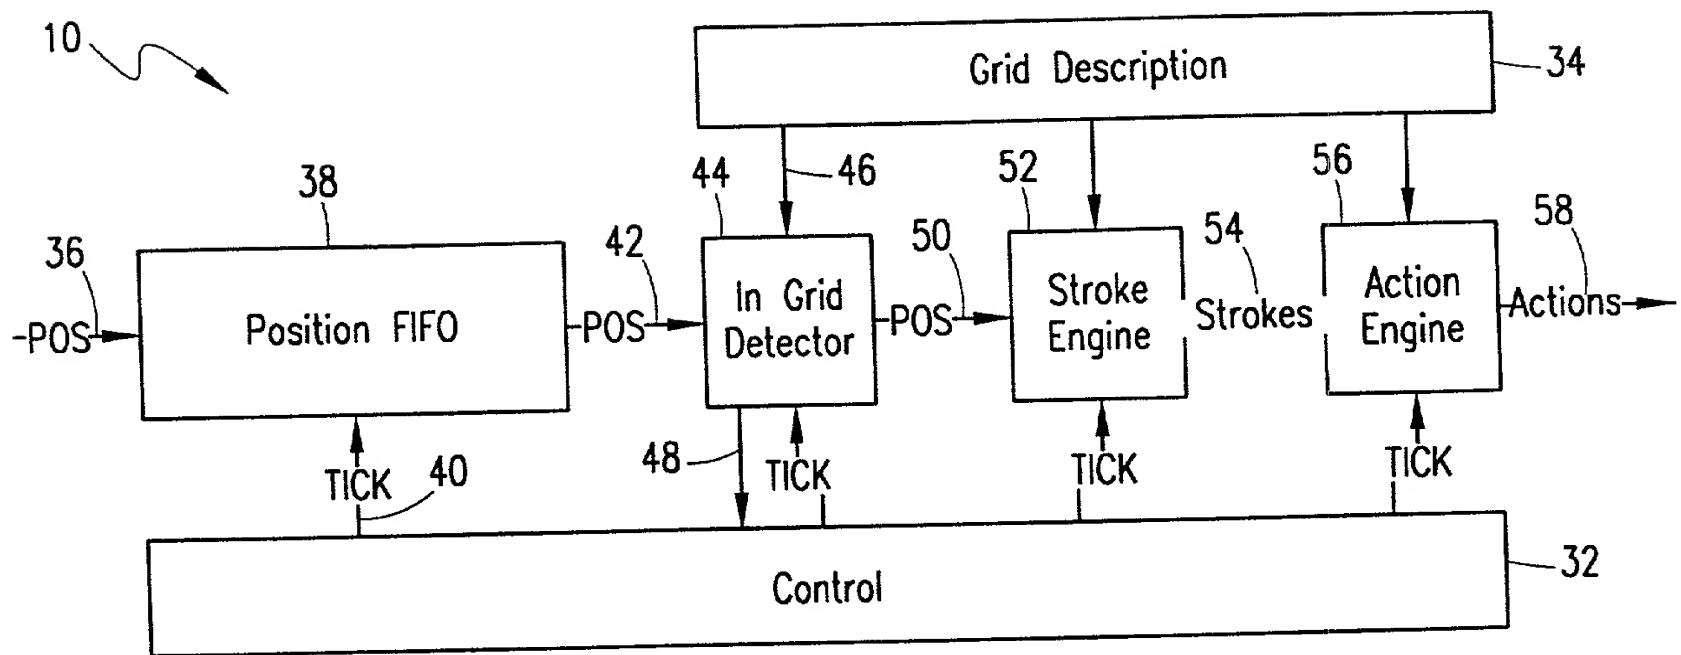 10
Grid Description
34
38
44
46
52
56
58
36
42
50
54
-POS
Position FIFO
-POS
In Grid
Detector
-POS
Stroke
Engine
Strokes
Action
Engine
Actions
TICK
40
48
TICK
TICK
TICK
Control
32